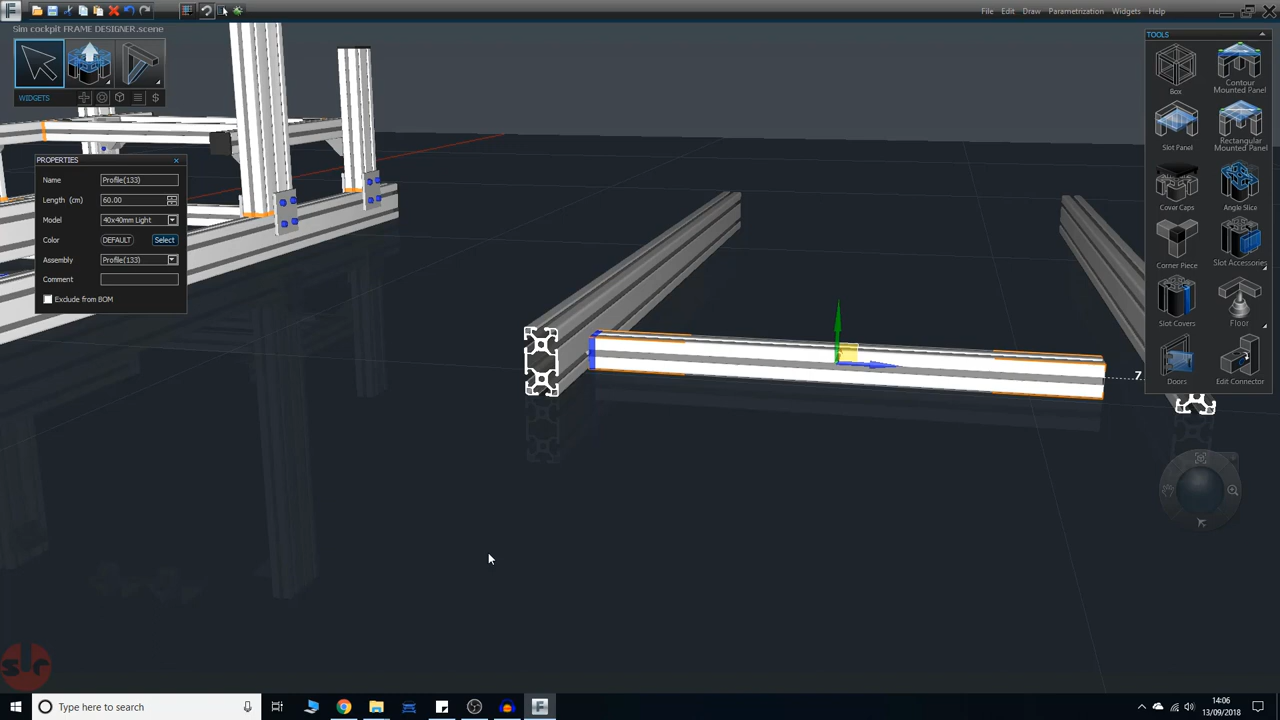 File Edit Draw Parametrization Widgets Help
Sim cockpit FRAME DESIGNER.scene
WIDGETS
$
PROPERTIES
Name Profile(133)
Length (cm) 60.00
Model 40x40mm Light
Color DEFAULT Select
Assembly Profile(133)
Comment
Exclude from BOM
TOOLS
Box
Contour Mounted Panel
Slot Panel
Rectangular Mounted Panel
Cover Caps
Angle Slice
Corner Piece
Slot Accessories
Slot Covers
Floor
Doors
Edit Connector
7
Type here to search
14:06
13/09/2018